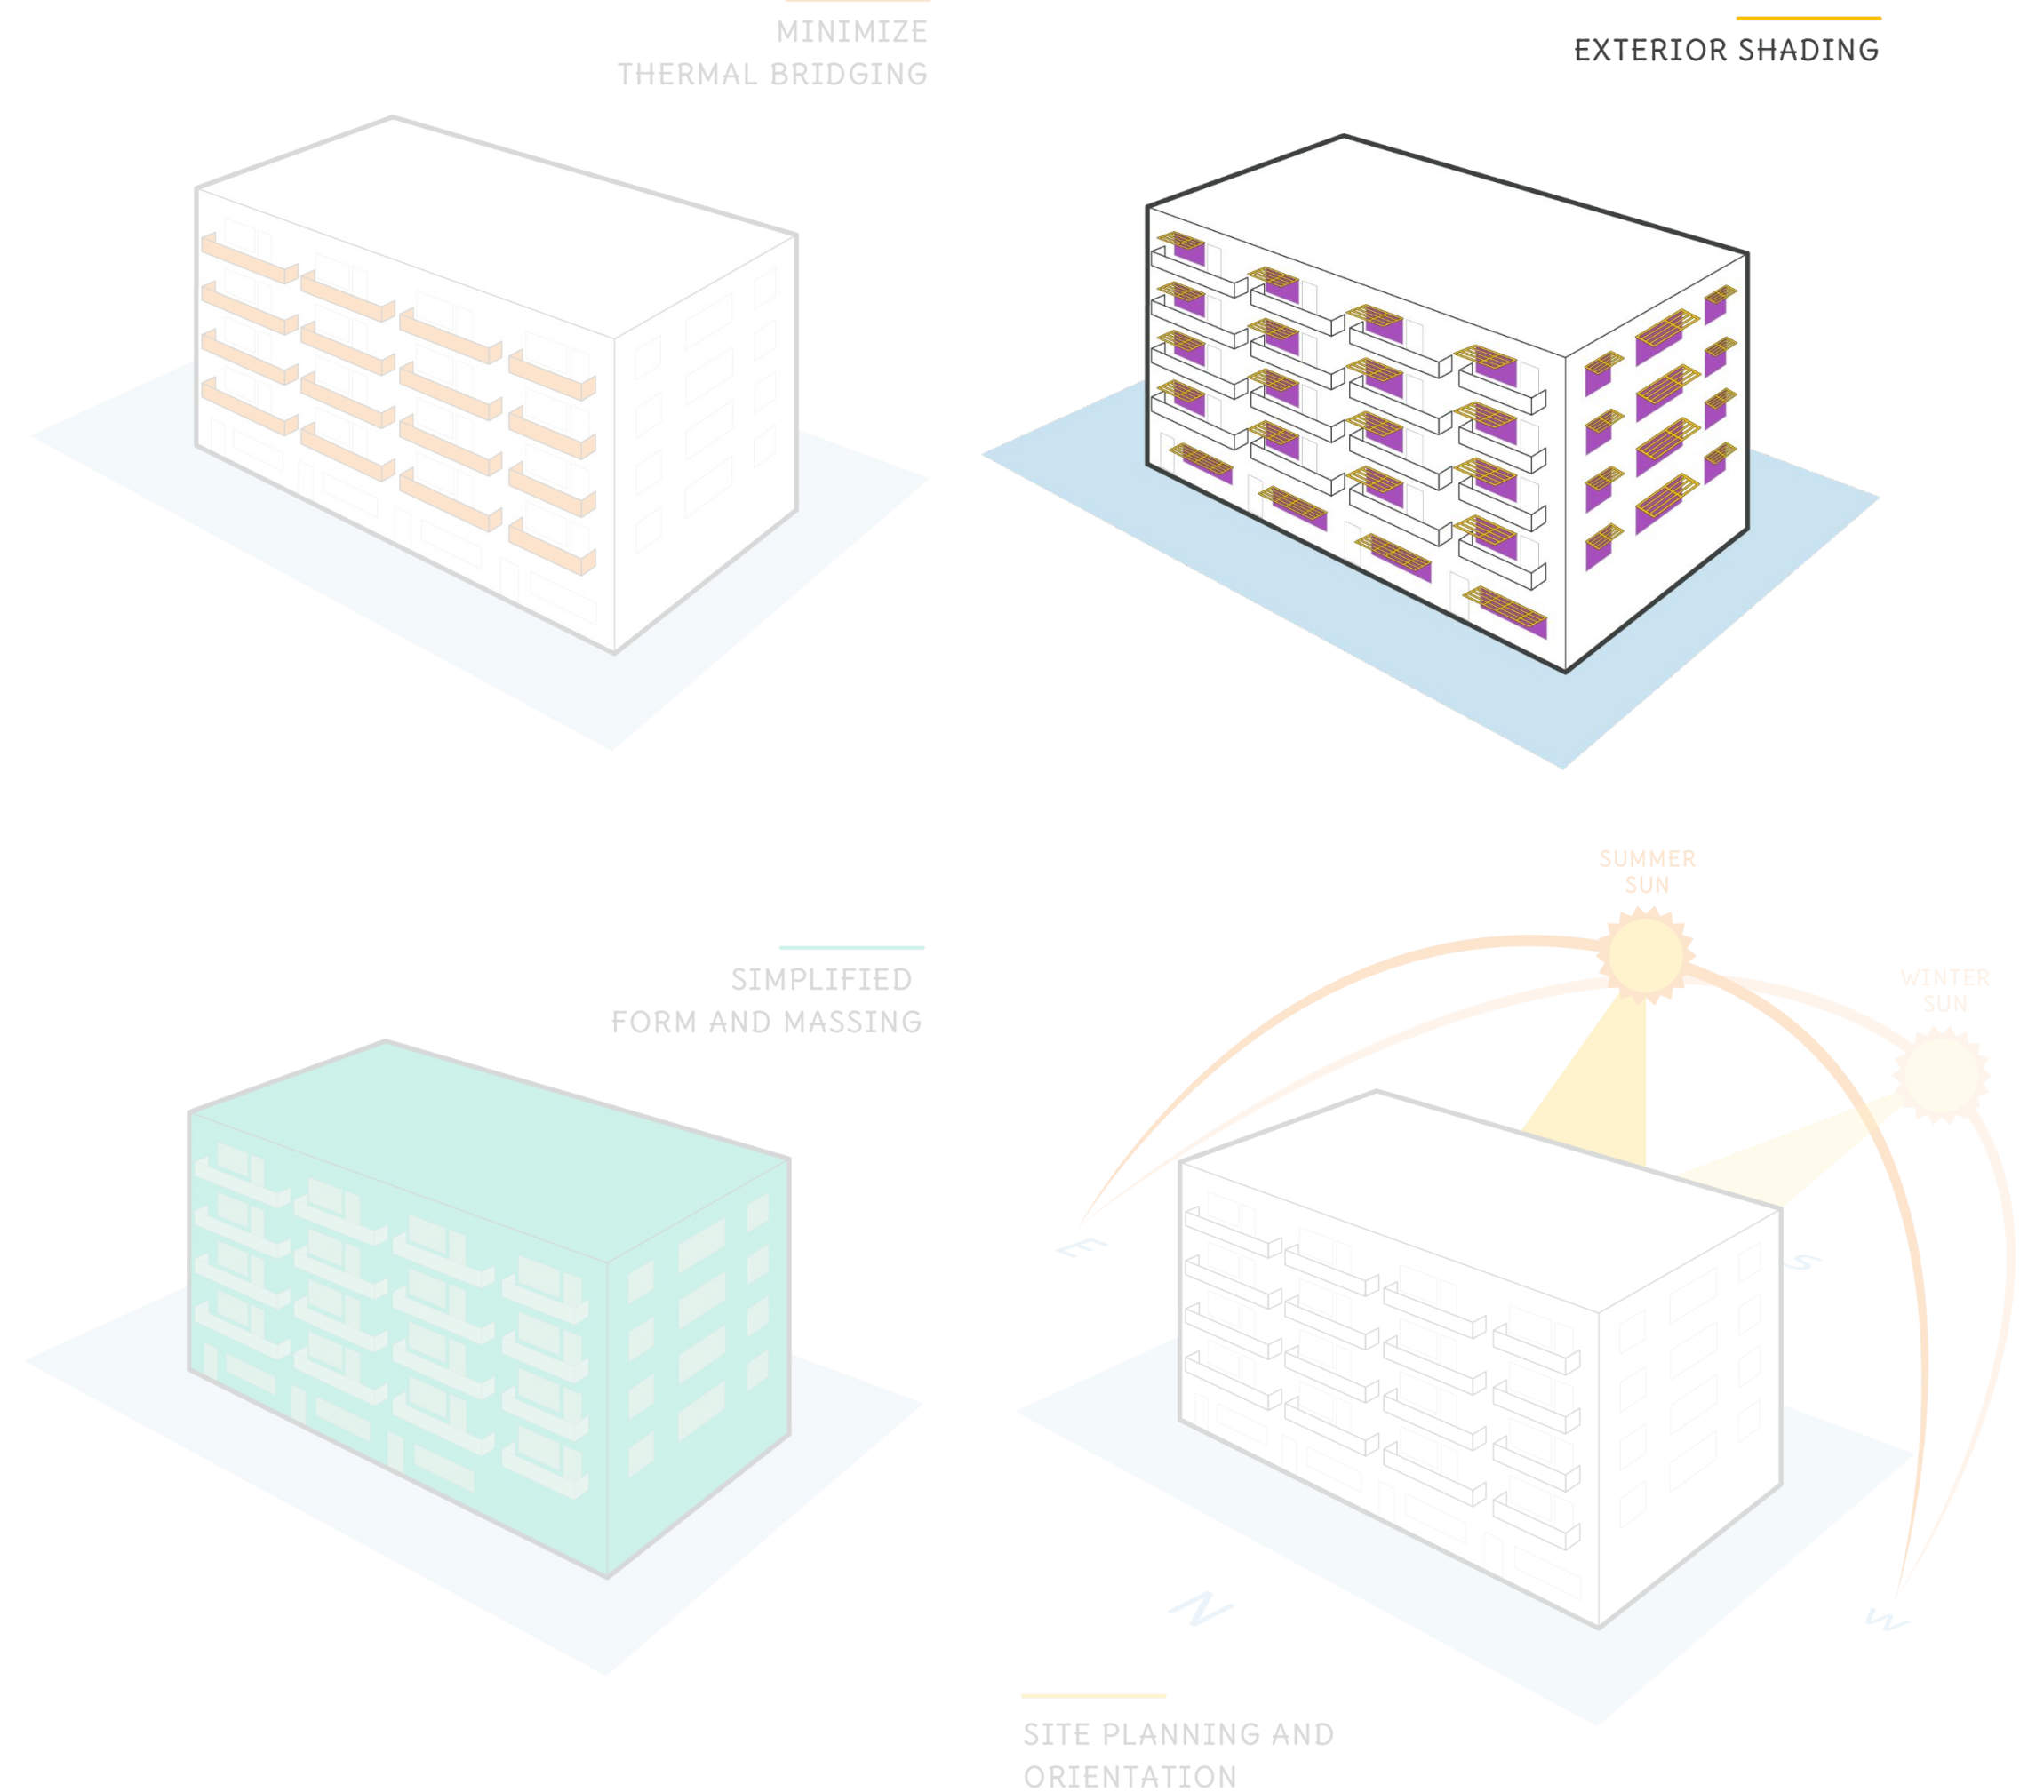 MINIMIZE
THERMAL BRIDGING
EXTERIOR SHADING
SIMPLIFIED
FORM AND MASSING
SUMMER
SUN
WINTER
SUN
E
S
N
W
SITE PLANNING AND
ORIENTATION